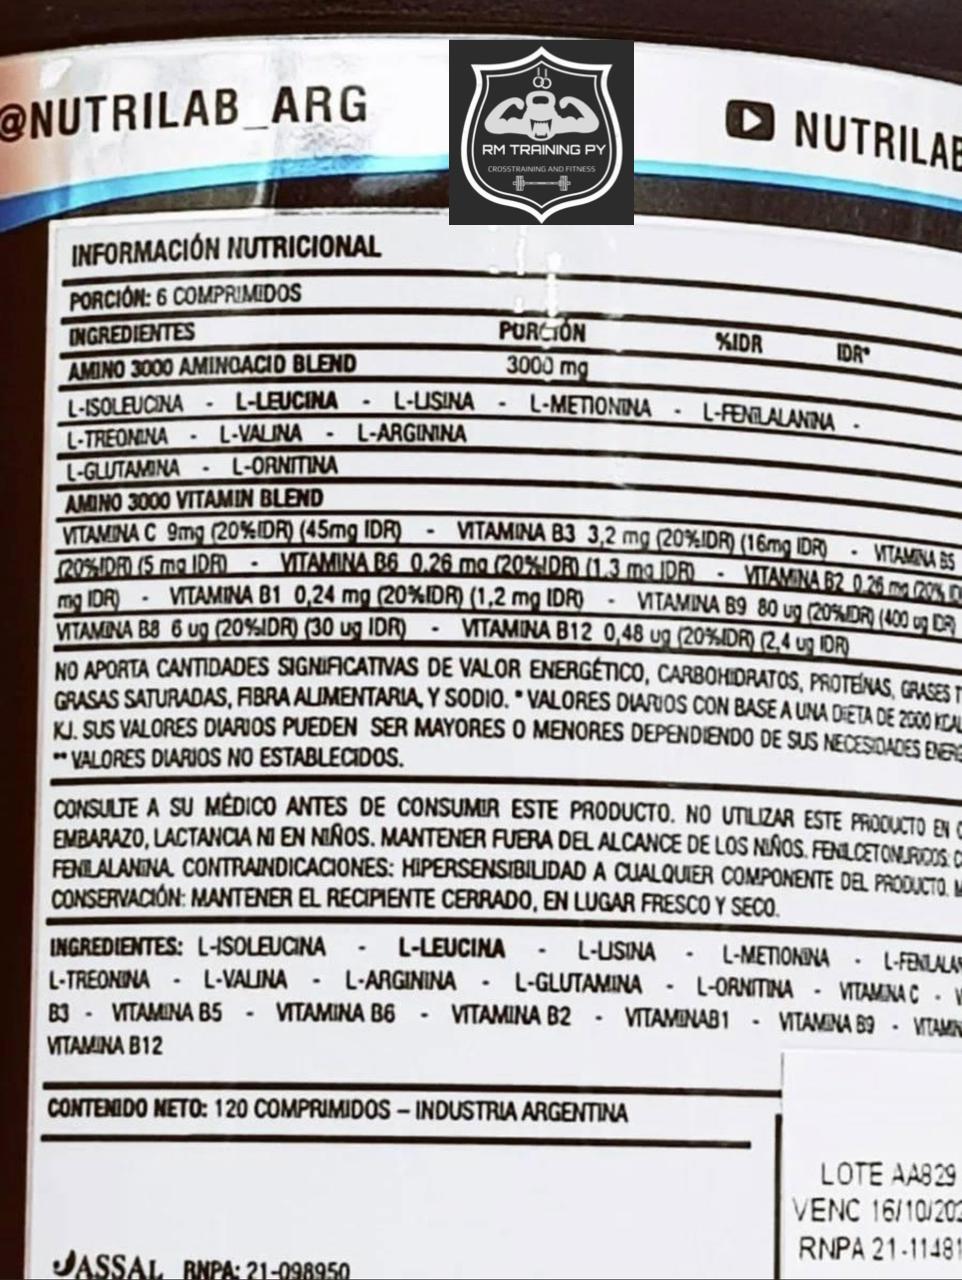 @NUTRILAB_ARG
RM TRAINING PY
CROSSTRAINING AND FITNESS
NUTRILAB
INFORMACIÓN NUTRICIONAL
PORCIÓN: 6 COMPRIMIDOS
INGREDIENTES PORCIÓN %IDR IDR*
AMINO 3000 AMINOACID BLEND 3000 mg
L-ISOLEUCINA - L-LEUCINA - L-LISINA - L-METIONINA - L-FENILALANINA -
L-TREONINA - L-VALINA - L-ARGININA
L-GLUTAMINA - L-ORNITINA
AMINO 3000 VITAMIN BLEND
VITAMINA C 9mg (20%IDR) (45mg IDR) - VITAMINA B3 3,2 mg (20%IDR) (16mg IDR) - VITAMINA B5
(20%IDR) (5 mg IDR) - VITAMINA B6 0,26 mg (20%IDR) (1,3 mg IDR) - VITAMINA B2 0,26 mg (20%
mg IDR) - VITAMINA B1 0,24 mg (20%IDR) (1,2 mg IDR) - VITAMINA B9 80 ug (20%IDR) (400 ug IDR)
VITAMINA B8 6 ug (20%IDR) (30 ug IDR) - VITAMINA B12 0,48 ug (20%IDR) (2,4 ug IDR)
NO APORTA CANTIDADES SIGNIFICATIVAS DE VALOR ENERGÉTICO, CARBOHIDRATOS, PROTEÍNAS, GRASES
GRASAS SATURADAS, FIBRA ALIMENTARIA, Y SODIO. * VALORES DIARIOS CON BASE A UNA DIETA DE 2000 KCAL
KJ. SUS VALORES DIARIOS PUEDEN SER MAYORES O MENORES DEPENDIENDO DE SUS NECESIDADES
** VALORES DIARIOS NO ESTABLECIDOS.
CONSULTE A SU MÉDICO ANTES DE CONSUMIR ESTE PRODUCTO. NO UTILIZAR ESTE PRODUCTO EN
EMBARAZO, LACTANCIA NI EN NIÑOS. MANTENER FUERA DEL ALCANCE DE LOS NIÑOS. FENILCETONURICOS:
FENILALANINA. CONTRAINDICACIONES: HIPERSENSIBILIDAD A CUALQUIER COMPONENTE DEL PRODUCTO.
CONSERVACIÓN: MANTENER EL RECIPIENTE CERRADO, EN LUGAR FRESCO Y SECO.
INGREDIENTES: L-ISOLEUCINA - L-LEUCINA - L-LISINA - L-METIONINA -
L-TREONINA - L-VALINA - L-ARGININA - L-GLUTAMINA - L-ORNITINA - VITAMINA C -
B3 - VITAMINA B5 - VITAMINA B6 - VITAMINA B2 - VITAMINAB1 - VITAMINA B9 -
VITAMINA B12
CONTENIDO NETO: 120 COMPRIMIDOS – INDUSTRIA ARGENTINA
LOTE AA829
VENC 16/10/202
RNPA 21-11481
ASSAL RNPA: 21-098950